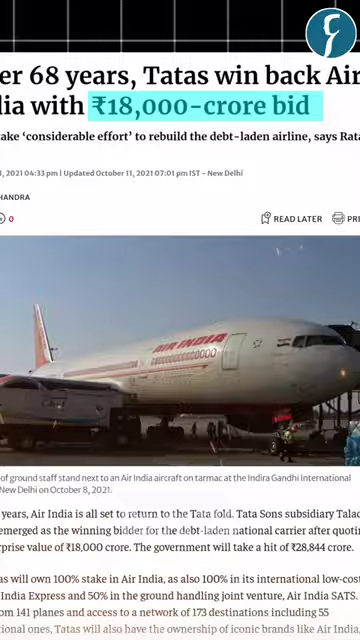 er 68 years, Tatas win back Air
dia with ₹18,000-crore bid
take ‘considerable effort’ to rebuild the debt-laden airline, says Rata
, 2021 04:33 pm | Updated October 11, 2021 07:01 pm IST - New Delhi
HANDRA
0
READ LATER
PRI
AIR INDIA
of ground staff stand next to an Air India aircraft on tarmac at the Indira Gandhi International
New Delhi on October 8, 2021.
years, Air India is all set to return to the Tata fold. Tata Sons subsidiary Talac
emerged as the winning bidder for the debt-laden national carrier after quotin
rprise value of ₹18,000 crore. The government will take a hit of ₹28,844 crore.
as will own 100% stake in Air India, as also 100% in its international low-cost
India Express and 50% in the ground handling joint venture, Air India SATS.
om 141 planes and access to a network of 173 destinations including 55
tional ones, Tatas will also have the ownership of iconic brands like Air India,